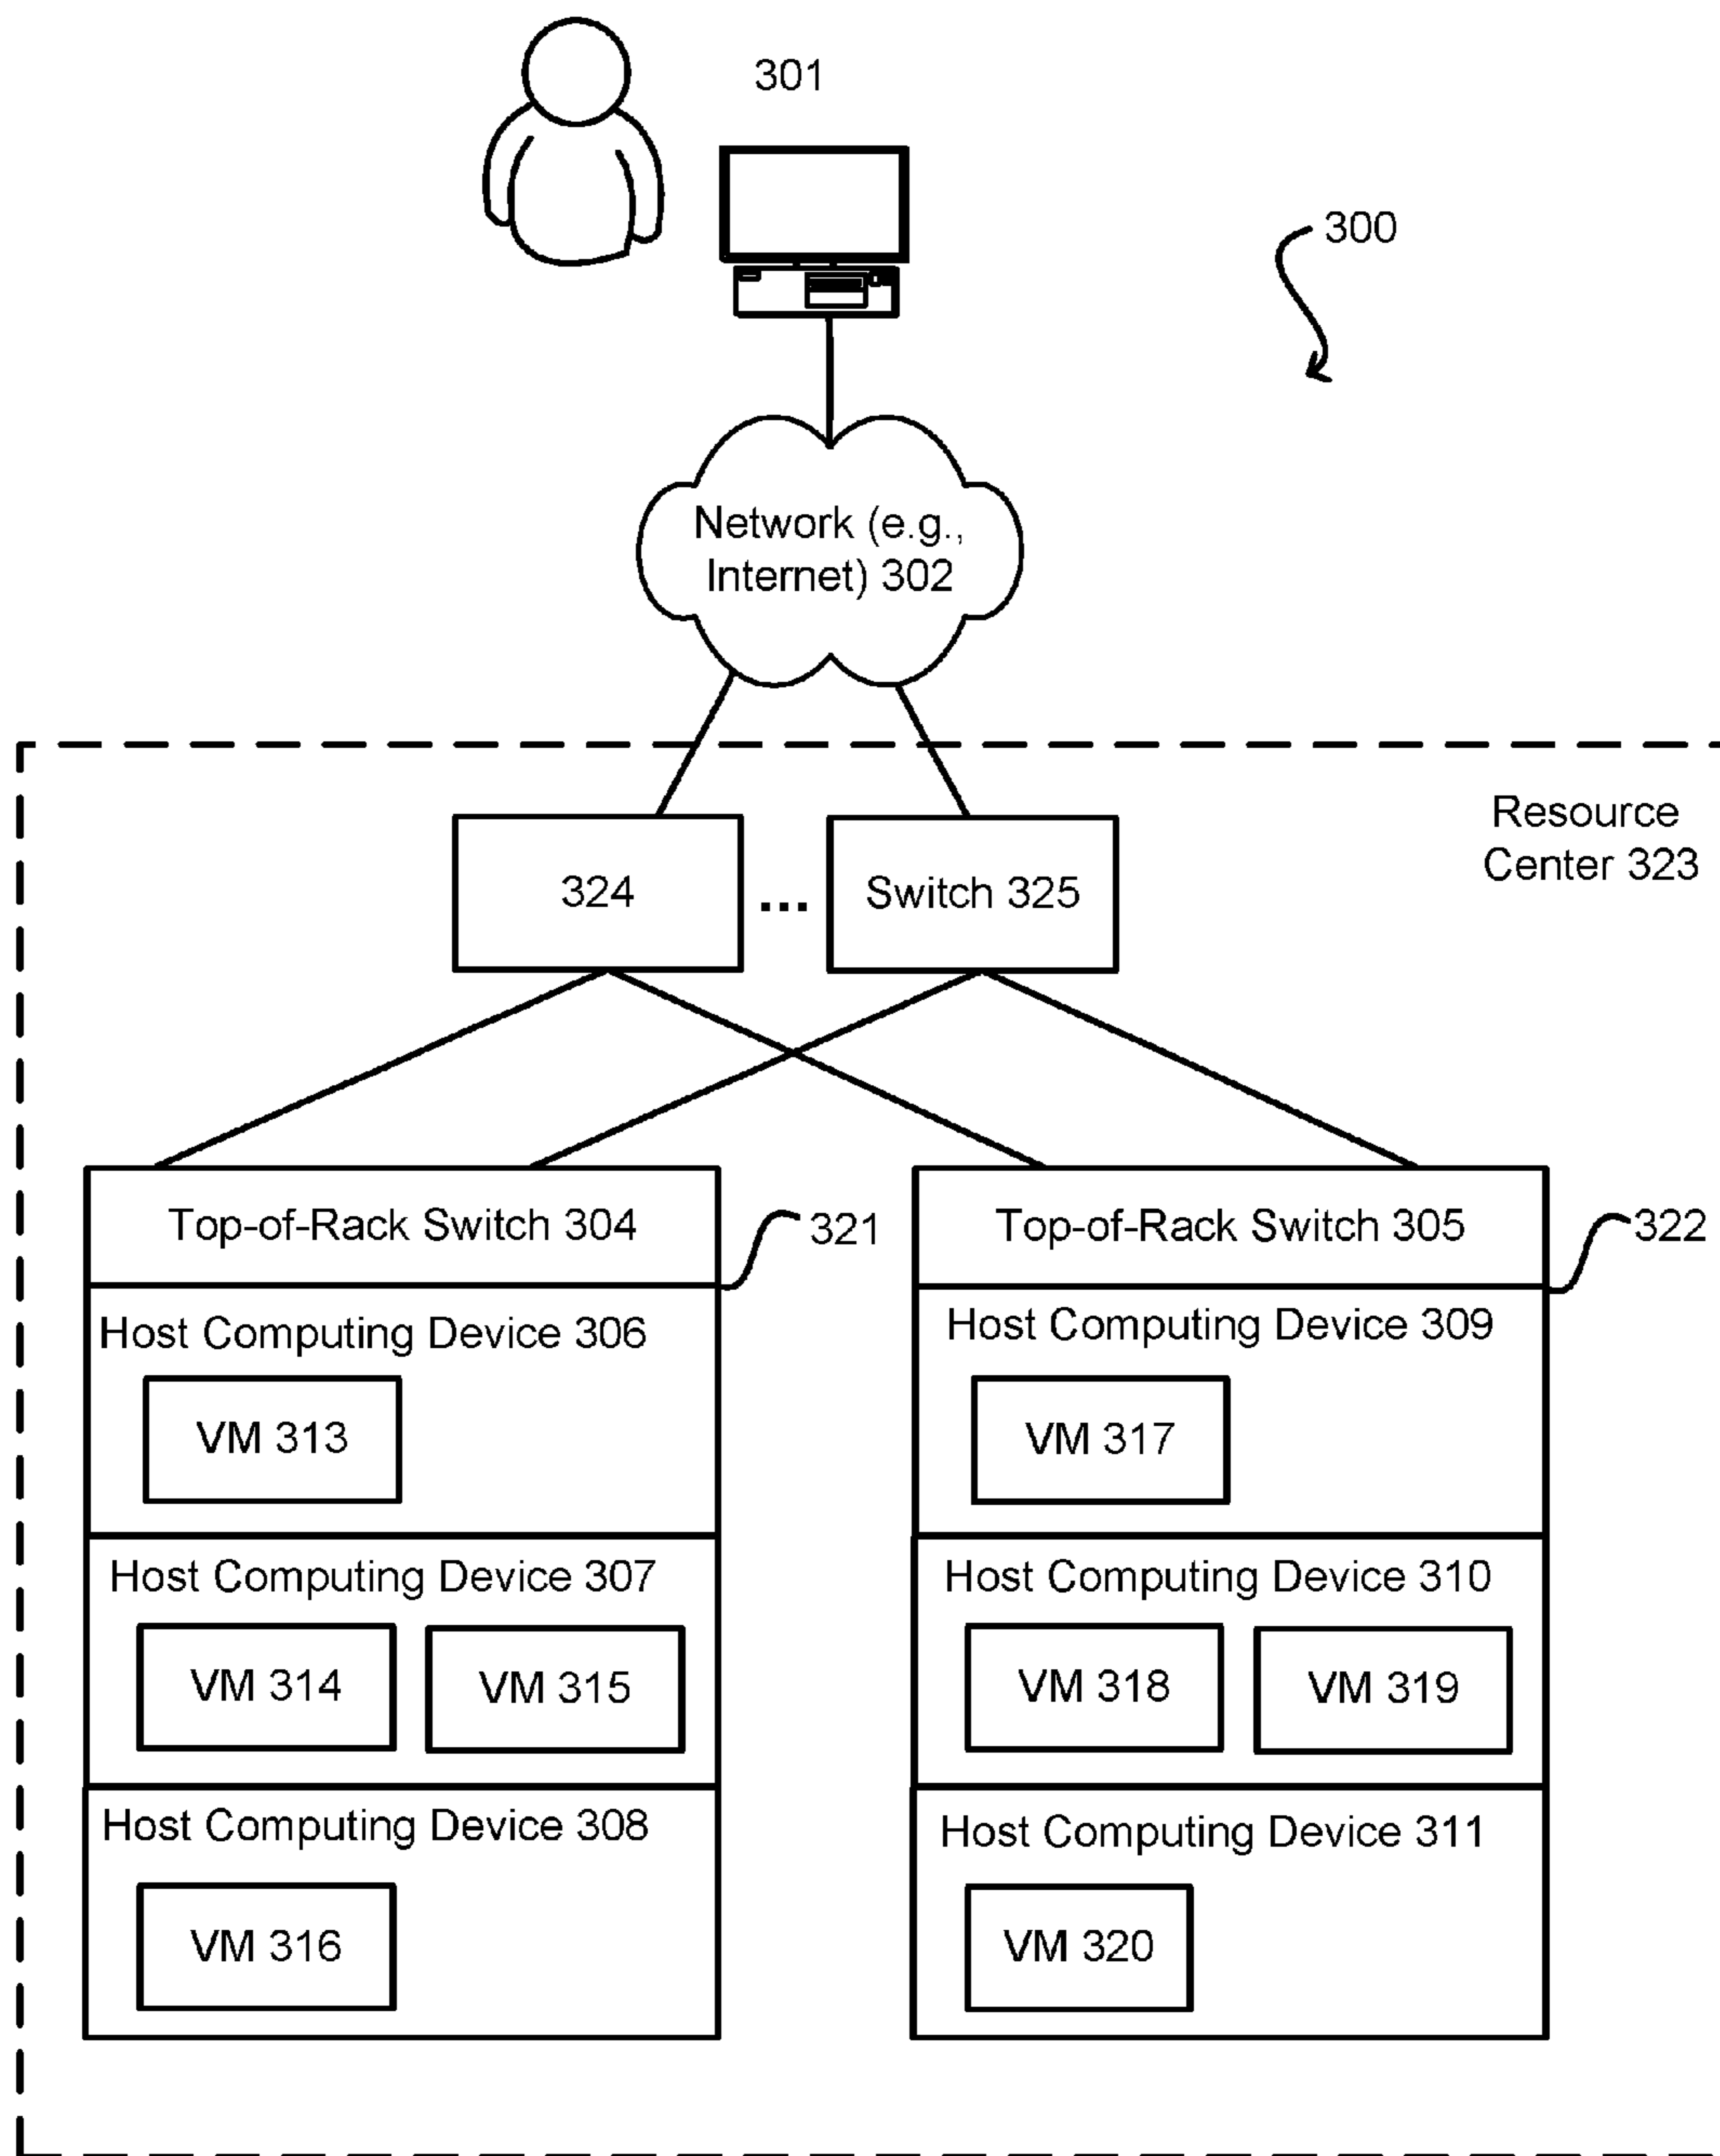 301
300
Network (e.g.,
Internet) 302
Resource
Center 323
324
...
Switch 325
Top-of-Rack Switch 304
321
Top-of-Rack Switch 305
322
Host Computing Device 306
VM 313
Host Computing Device 309
VM 317
Host Computing Device 307
VM 314
VM 315
Host Computing Device 310
VM 318
VM 319
Host Computing Device 308
VM 316
Host Computing Device 311
VM 320